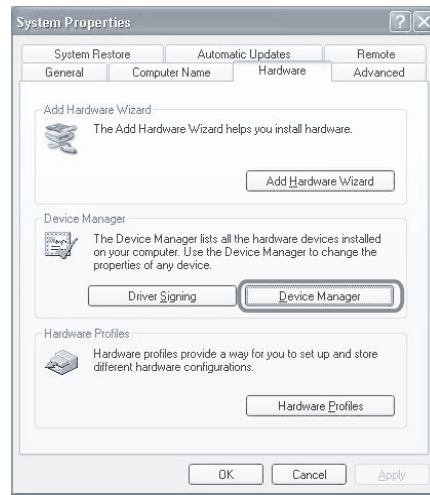 System Properties
System Restore Automatic Updates Remote
General Computer Name Hardware Advanced
Add Hardware Wizard
The Add Hardware Wizard helps you install hardware.
Add Hardware Wizard
Device Manager
The Device Manager lists all the hardware devices installed
on your computer. Use the Device Manager to change the
properties of any device.
Driver Signing Device Manager
Hardware Profiles
Hardware profiles provide a way for you to set up and store
different hardware configurations.
Hardware Profiles
OK Cancel Apply